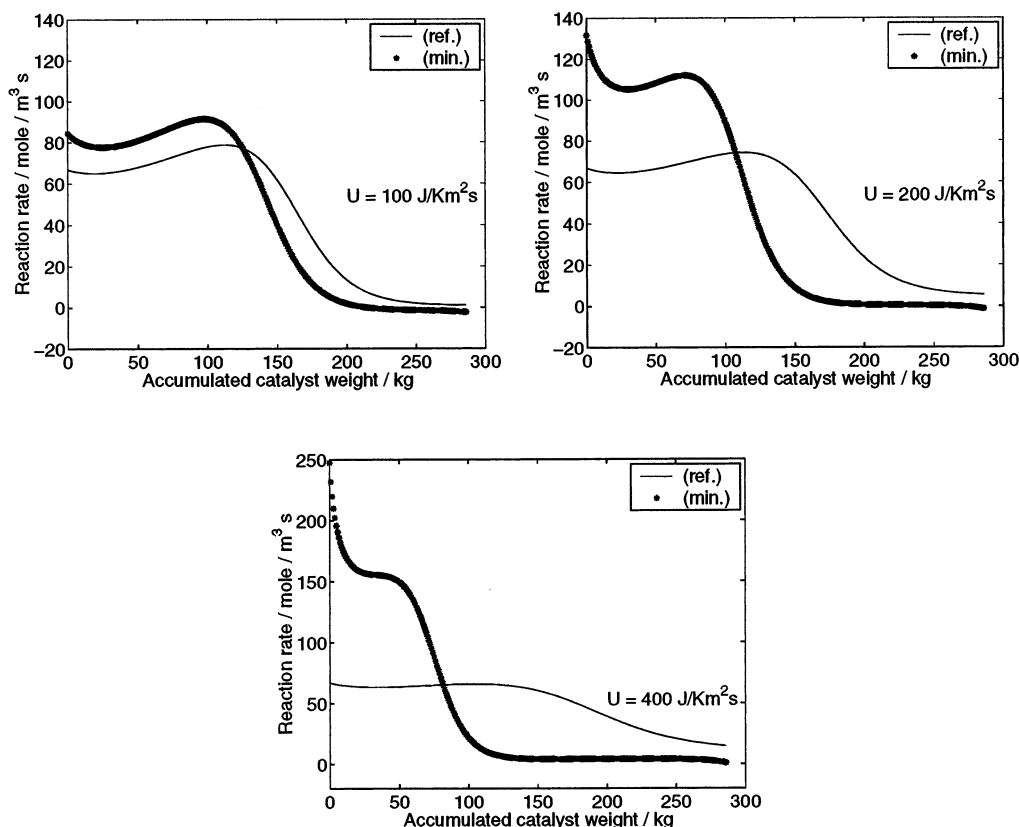 140
120
100
80
60
40
20
0
−20
Reaction rate / mole / m³ s
(ref.)
(min.)
U = 100 J/Km²s
0 50 100 150 200 250 300
Accumulated catalyst weight / kg
140
120
100
80
60
40
20
0
−20
Reaction rate / mole / m³ s
(ref.)
(min.)
U = 200 J/Km²s
0 50 100 150 200 250 300
Accumulated catalyst weight / kg
250
200
150
100
50
0
Reaction rate / mole / m³ s
(ref.)
(min.)
U = 400 J/Km²s
0 50 100 150 200 250 300
Accumulated catalyst weight / kg